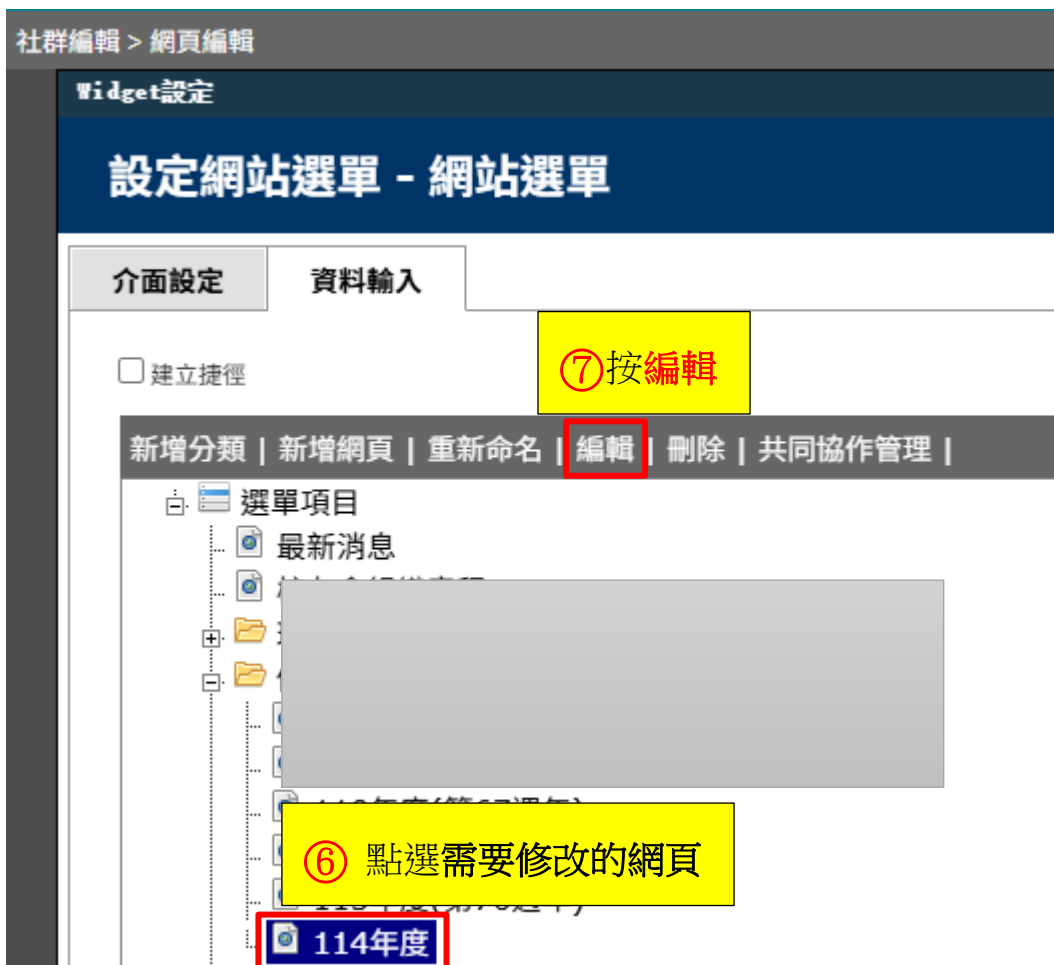 社群編輯 > 網頁編輯
Widget設定
設定網站選單 - 網站選單
介面設定 資料輸入
⑦按編輯
建立捷徑
新增分類 | 新增網頁 | 重新命名 | 編輯 | 刪除 | 共同協作管理 |
選單項目
最新消息
⑥ 點選需要修改的網頁
114年度